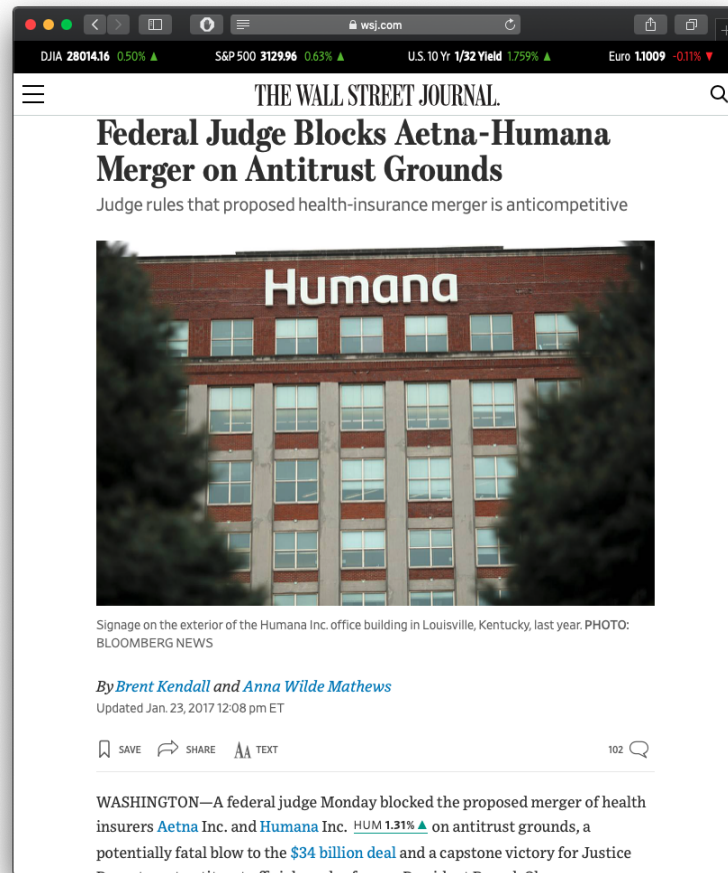 wsj.com
DJIA 28014.16 0.50% ▲ S&P 500 3129.96 0.63% ▲ U.S. 10 Yr 1/32 Yield 1.759% ▲ Euro 1.1009 -0.11% ▼
THE WALL STREET JOURNAL.
Federal Judge Blocks Aetna-Humana
Merger on Antitrust Grounds
Judge rules that proposed health-insurance merger is anticompetitive
Humana
Signage on the exterior of the Humana Inc. office building in Louisville, Kentucky, last year. PHOTO:
BLOOMBERG NEWS
By Brent Kendall and Anna Wilde Mathews
Updated Jan. 23, 2017 12:08 pm ET
SAVE SHARE AA TEXT 102
WASHINGTON—A federal judge Monday blocked the proposed merger of health
insurers Aetna Inc. and Humana Inc. HUM 1.31% ▲ on antitrust grounds, a
potentially fatal blow to the $34 billion deal and a capstone victory for Justice